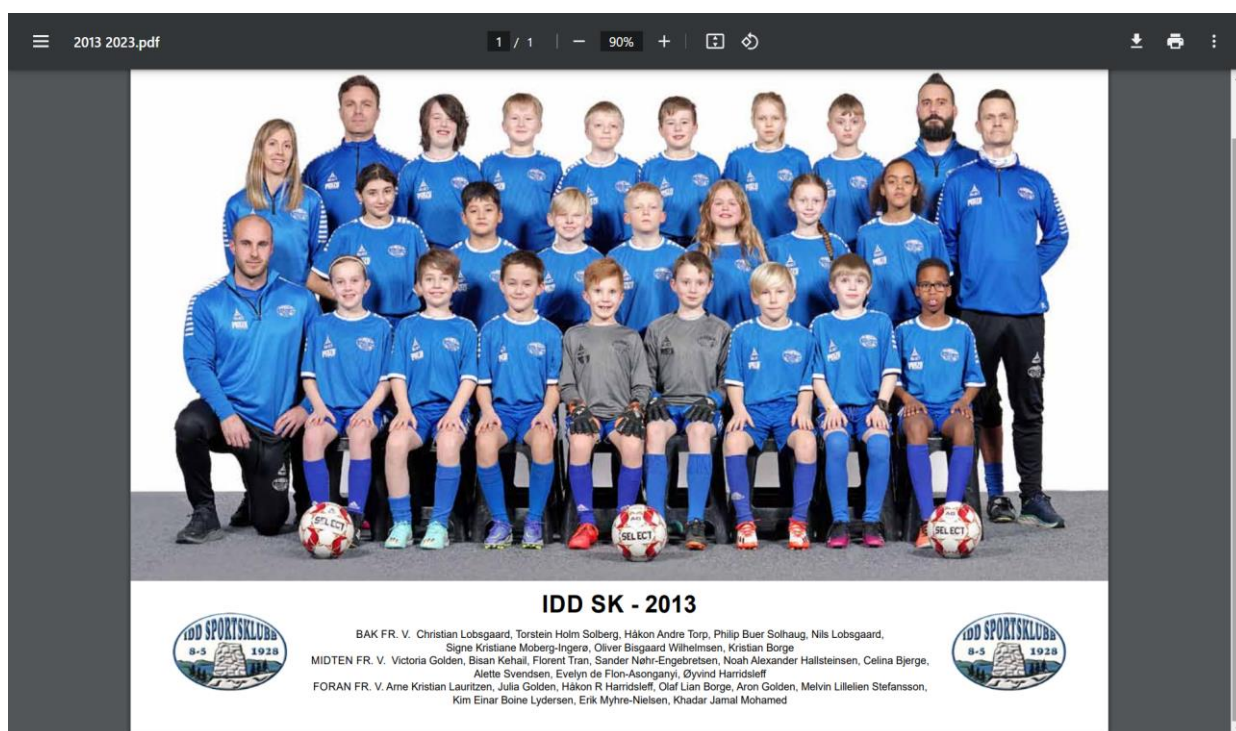 2013 2023.pdf
1 / 1
90%
SELECT
SELECT
SELECT
IDD SK - 2013
IDD SPORTSKLUBB
8-5 1928
BAK FR. V. Christian Lobsgaard, Torstein Holm Solberg, Håkon Andre Torp, Philip Buer Solhaug, Nils Lobsgaard,
Signe Kristiane Moberg-Ingerø, Oliver Bisgaard Wilhelmsen, Kristian Borge
MIDTEN FR. V. Victoria Golden, Bisan Kehail, Florent Tran, Sander Nøhr-Engebretsen, Noah Alexander Hallsteinsen, Celina Bjerge,
Alette Svendsen, Evelyn de Flon-Asonganyi, Øyvind Harridsleff
FORAN FR. V. Arne Kristian Lauritzen, Julia Golden, Håkon R Harridsleff, Olaf Lian Borge, Aron Golden, Melvin Lillelien Stefansson,
Kim Einar Boine Lydersen, Erik Myhre-Nielsen, Khadar Jamal Mohamed
IDD SPORTSKLUBB
8-5 1928